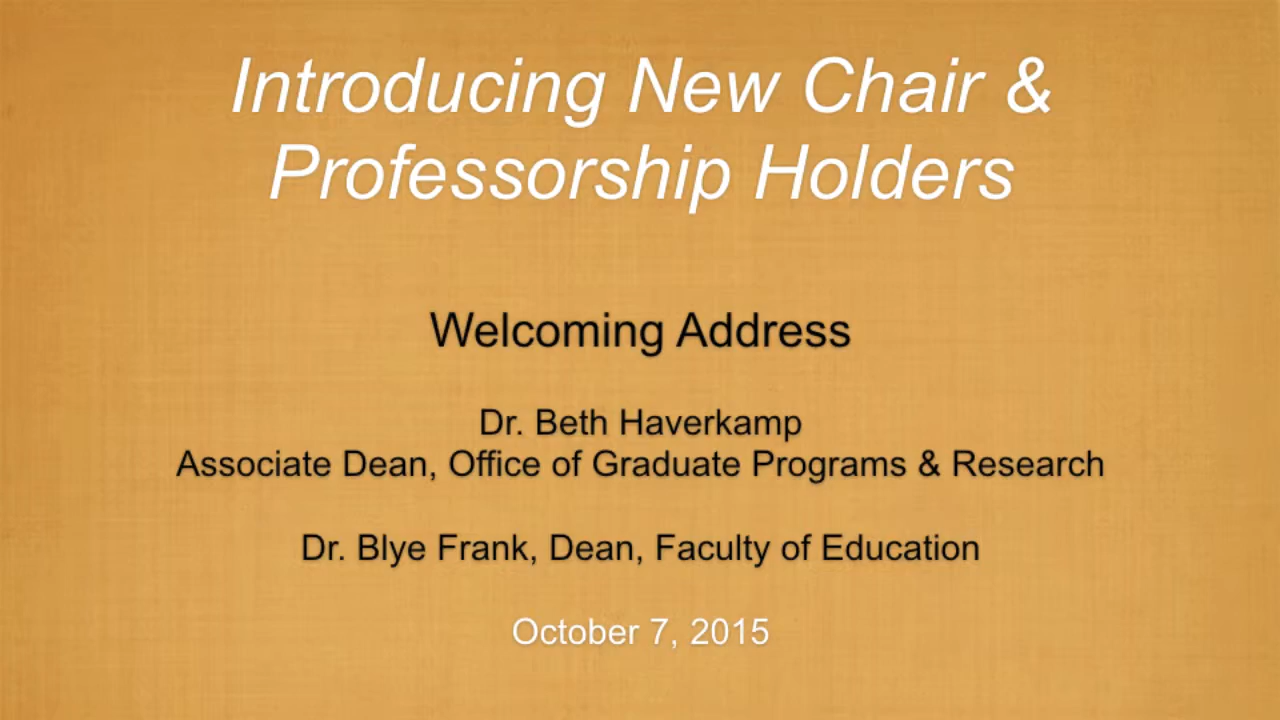 Introducing New Chair &
Professorship Holders
Welcoming Address
Dr. Beth Haverkamp
Associate Dean, Office of Graduate Programs & Research
Dr. Blye Frank, Dean, Faculty of Education
October 7, 2015